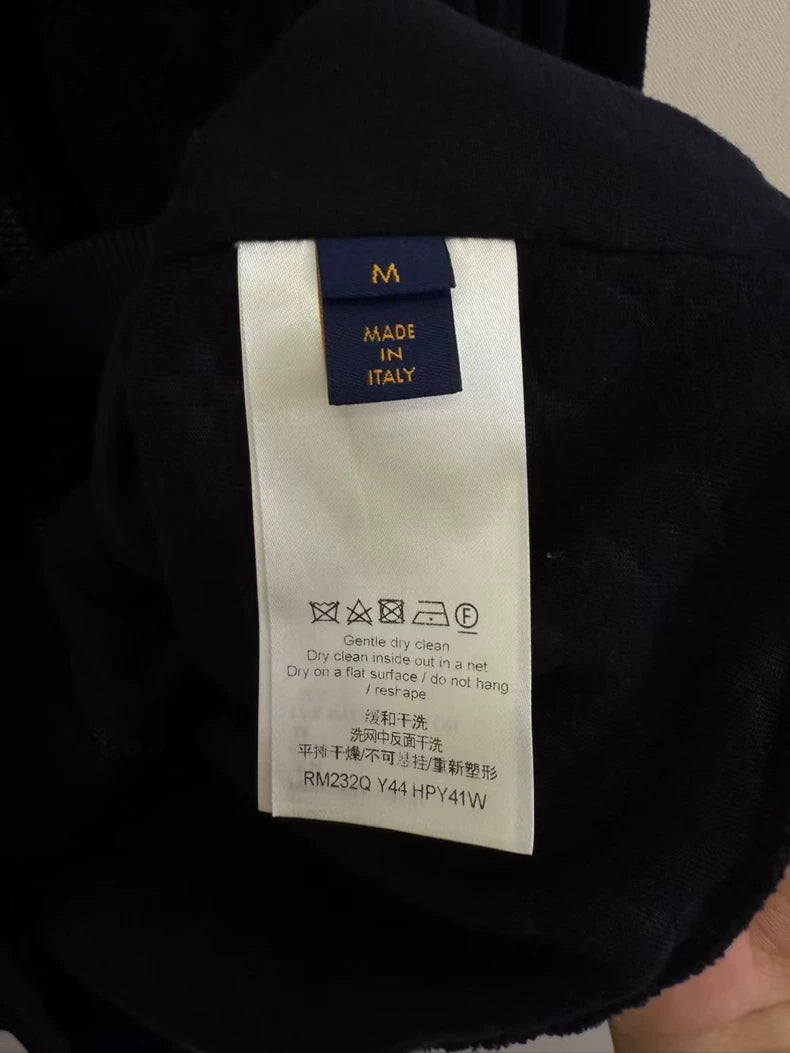 M
MADE
IN
ITALY
F
Gentle dry clean
Dry clean inside out in a net
Dry on a flat surface / do not hang
/ reshape
缓和干洗
洗网中反面干洗
平摊干燥/不可悬挂/重新塑形
RM232Q Y44 HPY41W